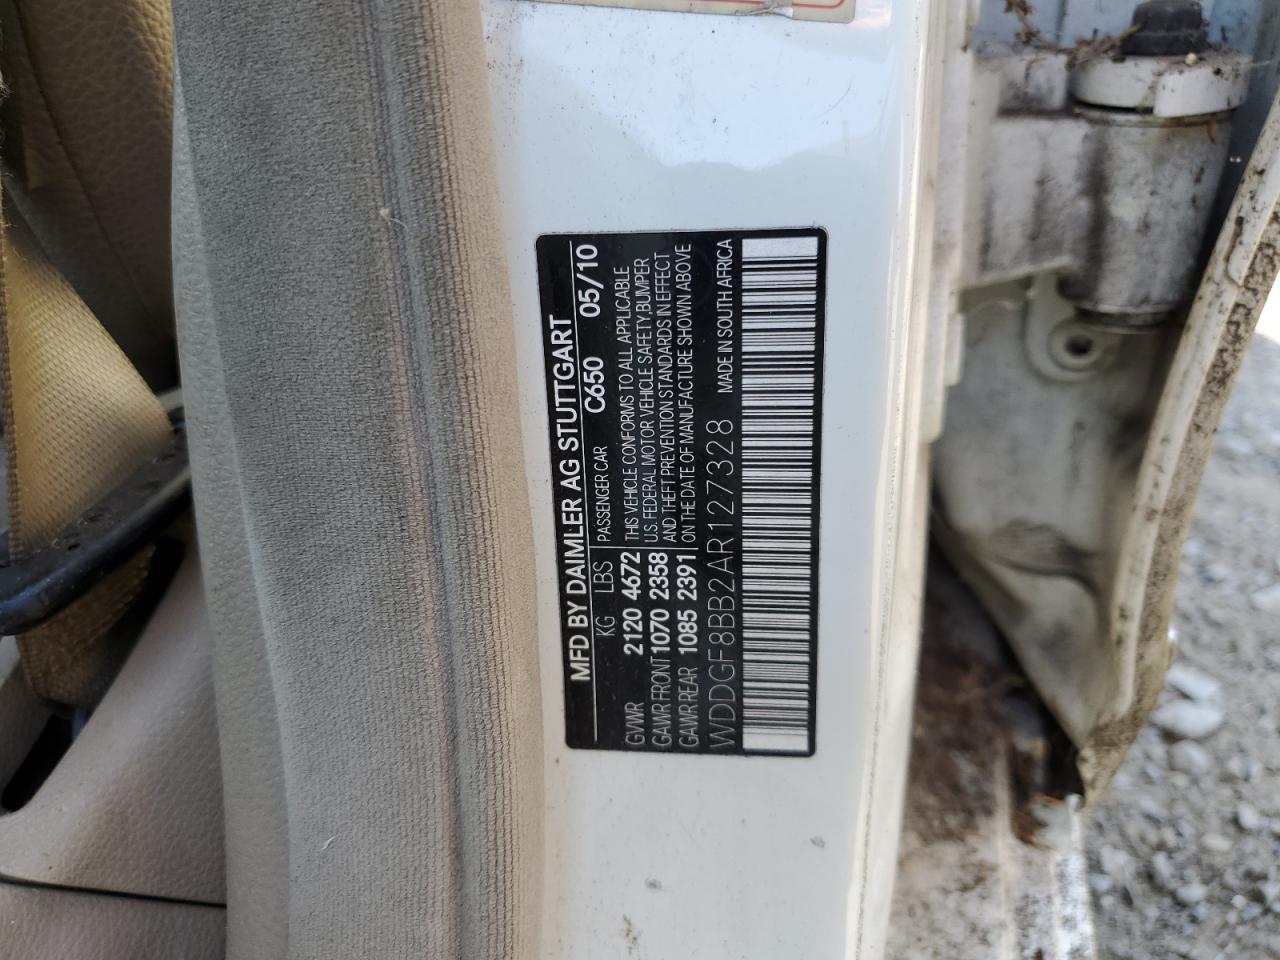 MFD BY DAIMLER AG STUTTGART
KG LBS PASSENGER CAR C650 05/10
GVWR 2120 4672
GAWR FRONT 1070 2358
GAWR REAR 1085 2391
THIS VEHICLE CONFORMS TO ALL APPLICABLE
U.S. FEDERAL MOTOR VEHICLE SAFETY,BUMPER
AND THEFT PREVENTION STANDARDS IN EFFECT
ON THE DATE OF MANUFACTURE SHOWN ABOVE
WDDGF8BB2AR127328 MADE IN SOUTH AFRICA